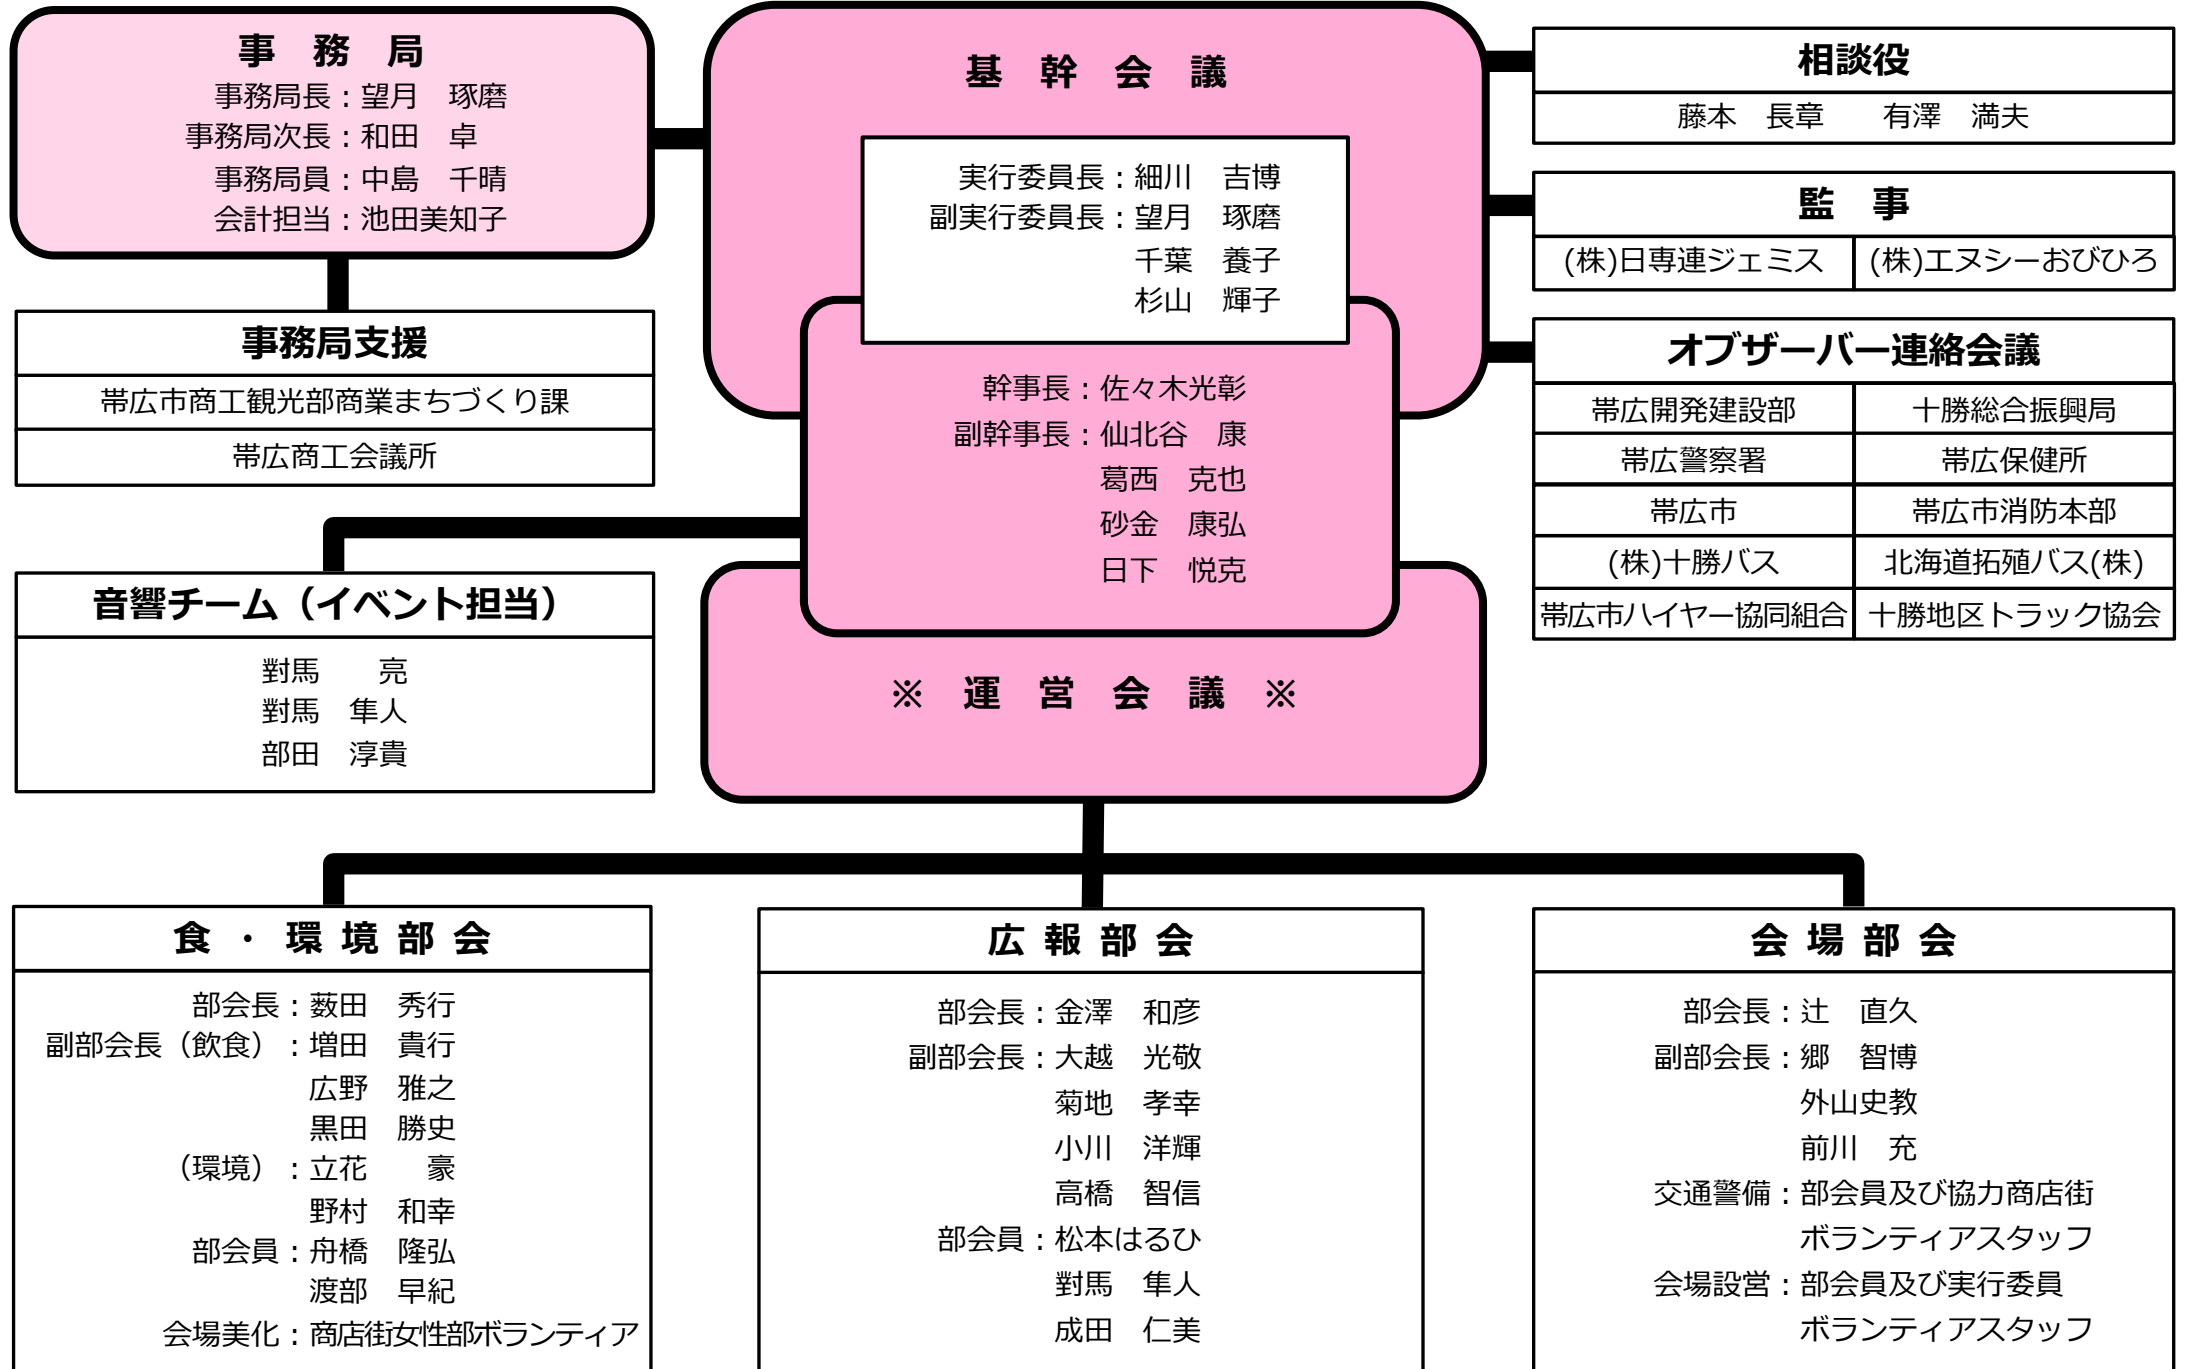 事　務　局
事務局長：望月　琢磨
事務局次長：和田　卓
事務局員：中島　千晴
会計担当：池田美知子
事務局支援
帯広市商工観光部商業まちづくり課
帯広商工会議所
音響チーム（イベント担当）
對馬　　亮
對馬　隼人
部田　淳貴
基　幹　会　議
実行委員長：細川　吉博
副実行委員長：望月　琢磨
千葉　養子
杉山　輝子
幹事長：佐々木光彰
副幹事長：仙北谷　康
葛西　克也
砂金　康弘
日下　悦克
※　運　営　会　議　※
相談役
藤本　長章　　有澤　満夫
監　事
(株)日専連ジェミス　(株)エヌシーおびひろ
オブザーバー連絡会議
帯広開発建設部　十勝総合振興局
帯広警察署　帯広保健所
帯広市　帯広市消防本部
(株)十勝バス　北海道拓殖バス(株)
帯広市ハイヤー協同組合　十勝地区トラック協会
食　・　環　境　部　会
部会長：薮田　秀行
副部会長（飲食）：増田　貴行
広野　雅之
黒田　勝史
（環境）：立花　　豪
野村　和幸
部会員：舟橋　隆弘
渡部　早紀
会場美化：商店街女性部ボランティア
広　報　部　会
部会長：金澤　和彦
副部会長：大越　光敬
菊地　孝幸
小川　洋輝
高橋　智信
部会員：松本はるひ
對馬　隼人
成田　仁美
会　場　部　会
部会長：辻　直久
副部会長：郷　智博
外山史教
前川　充
交通警備：部会員及び協力商店街
ボランティアスタッフ
会場設営：部会員及び実行委員
ボランティアスタッフ